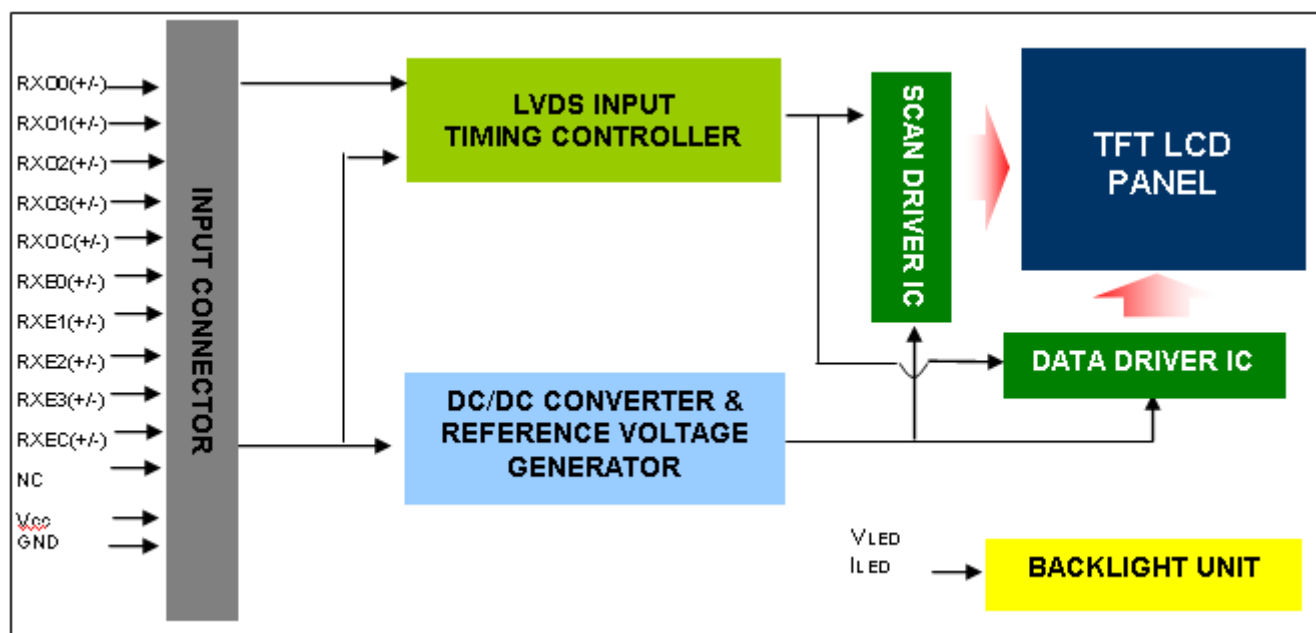 RXO0(+/-)
RXO1(+/-)
RXO2(+/-)
RXO3(+/-)
RXOC(+/-)
RXE0(+/-)
RXE1(+/-)
RXE2(+/-)
RXE3(+/-)
RXEC(+/-)
NC
Vcc
GND
INPUT CONNECTOR
LVDS INPUT
TIMING CONTROLLER
DC/DC CONVERTER &
REFERENCE VOLTAGE
GENERATOR
SCAN DRIVER IC
TFT LCD
PANEL
DATA DRIVER IC
VLED
ILED
BACKLIGHT UNIT